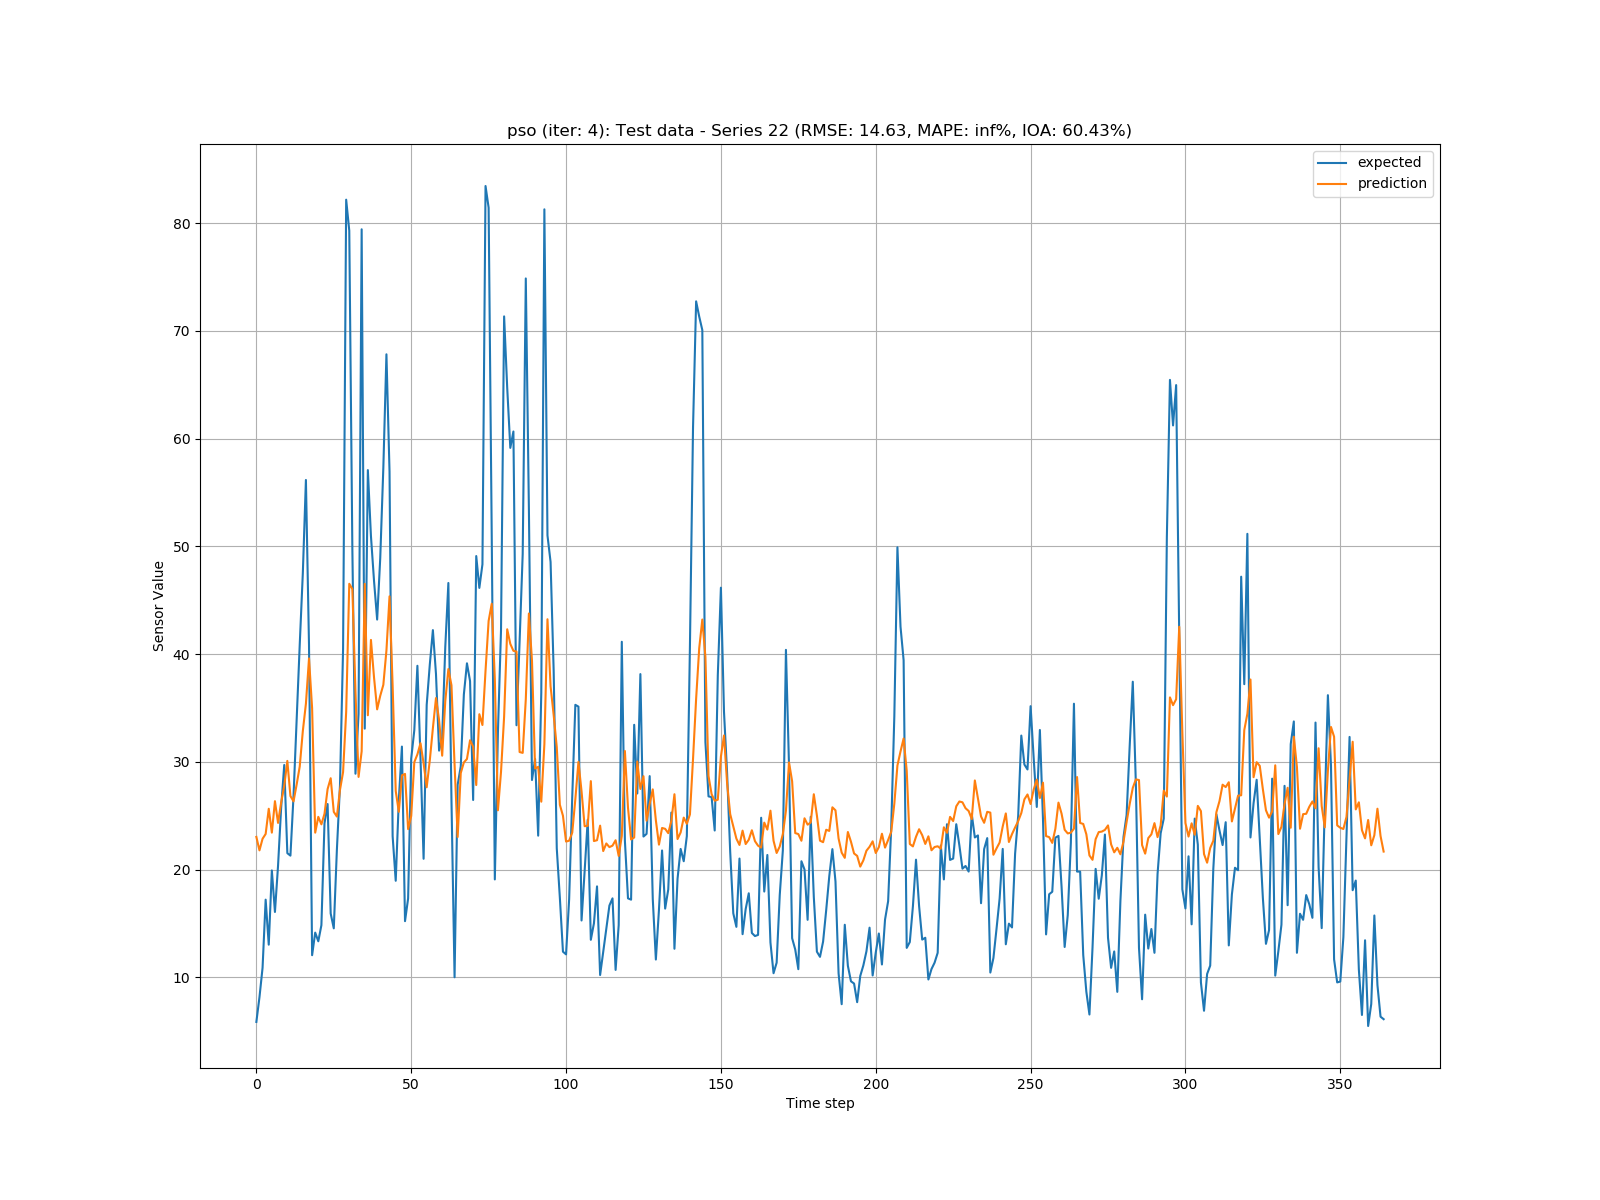 pso (iter: 4): Test data - Series 22 (RMSE: 14.63, MAPE: inf%, IOA: 60.43%)
expected
prediction
80
70
60
50
40
30
20
10
Sensor Value
0 50 100 150 200 250 300 350
Time step